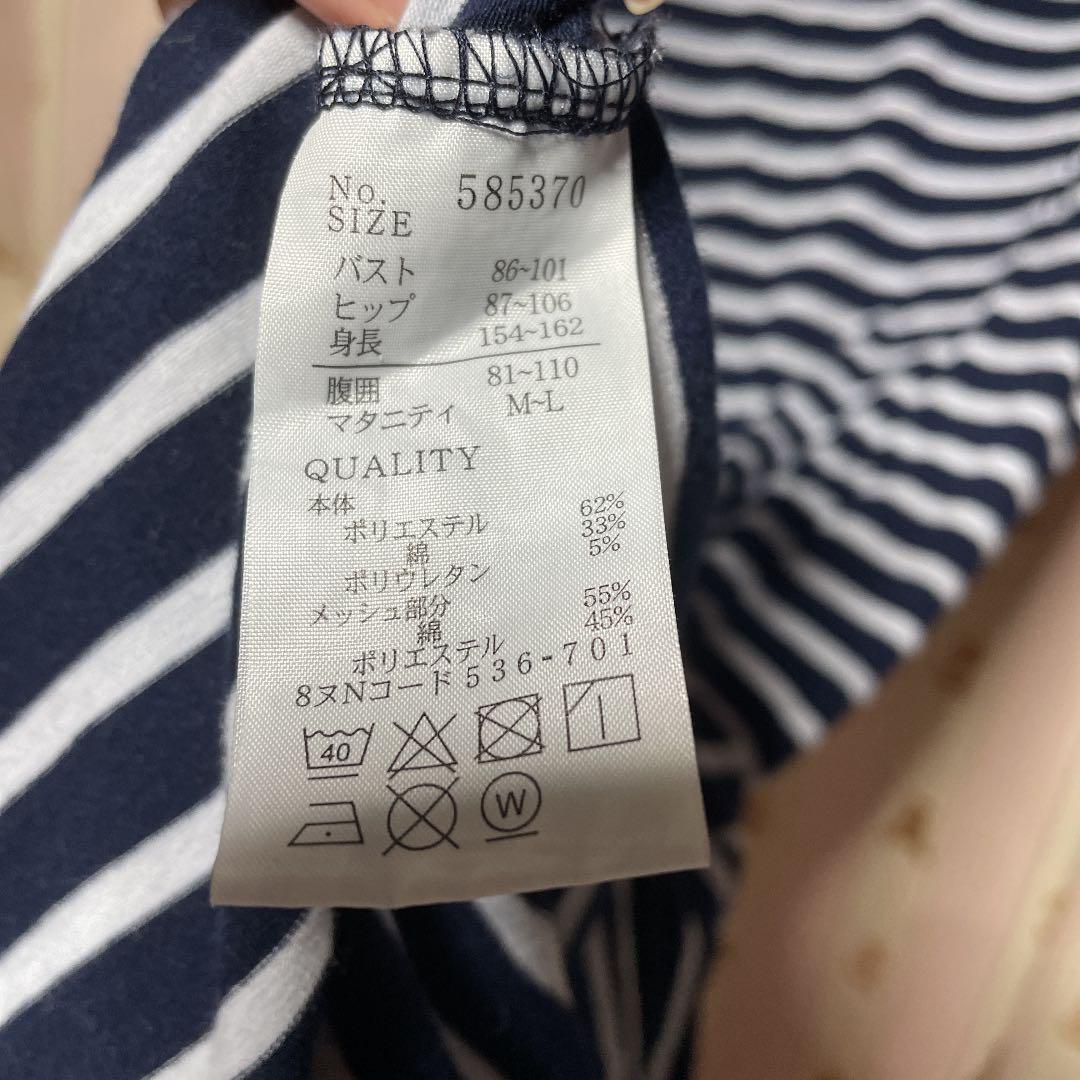 No. 585370
SIZE
バスト 86~101
ヒップ 87~106
身長 154~162
腹囲 81~110
マタニティ M~L
QUALITY
本体
ポリエステル 62%
綿 33%
ポリウレタン 5%
メッシュ部分
綿 55%
ポリエステル 45%
8ヌNコード536-701
40
W